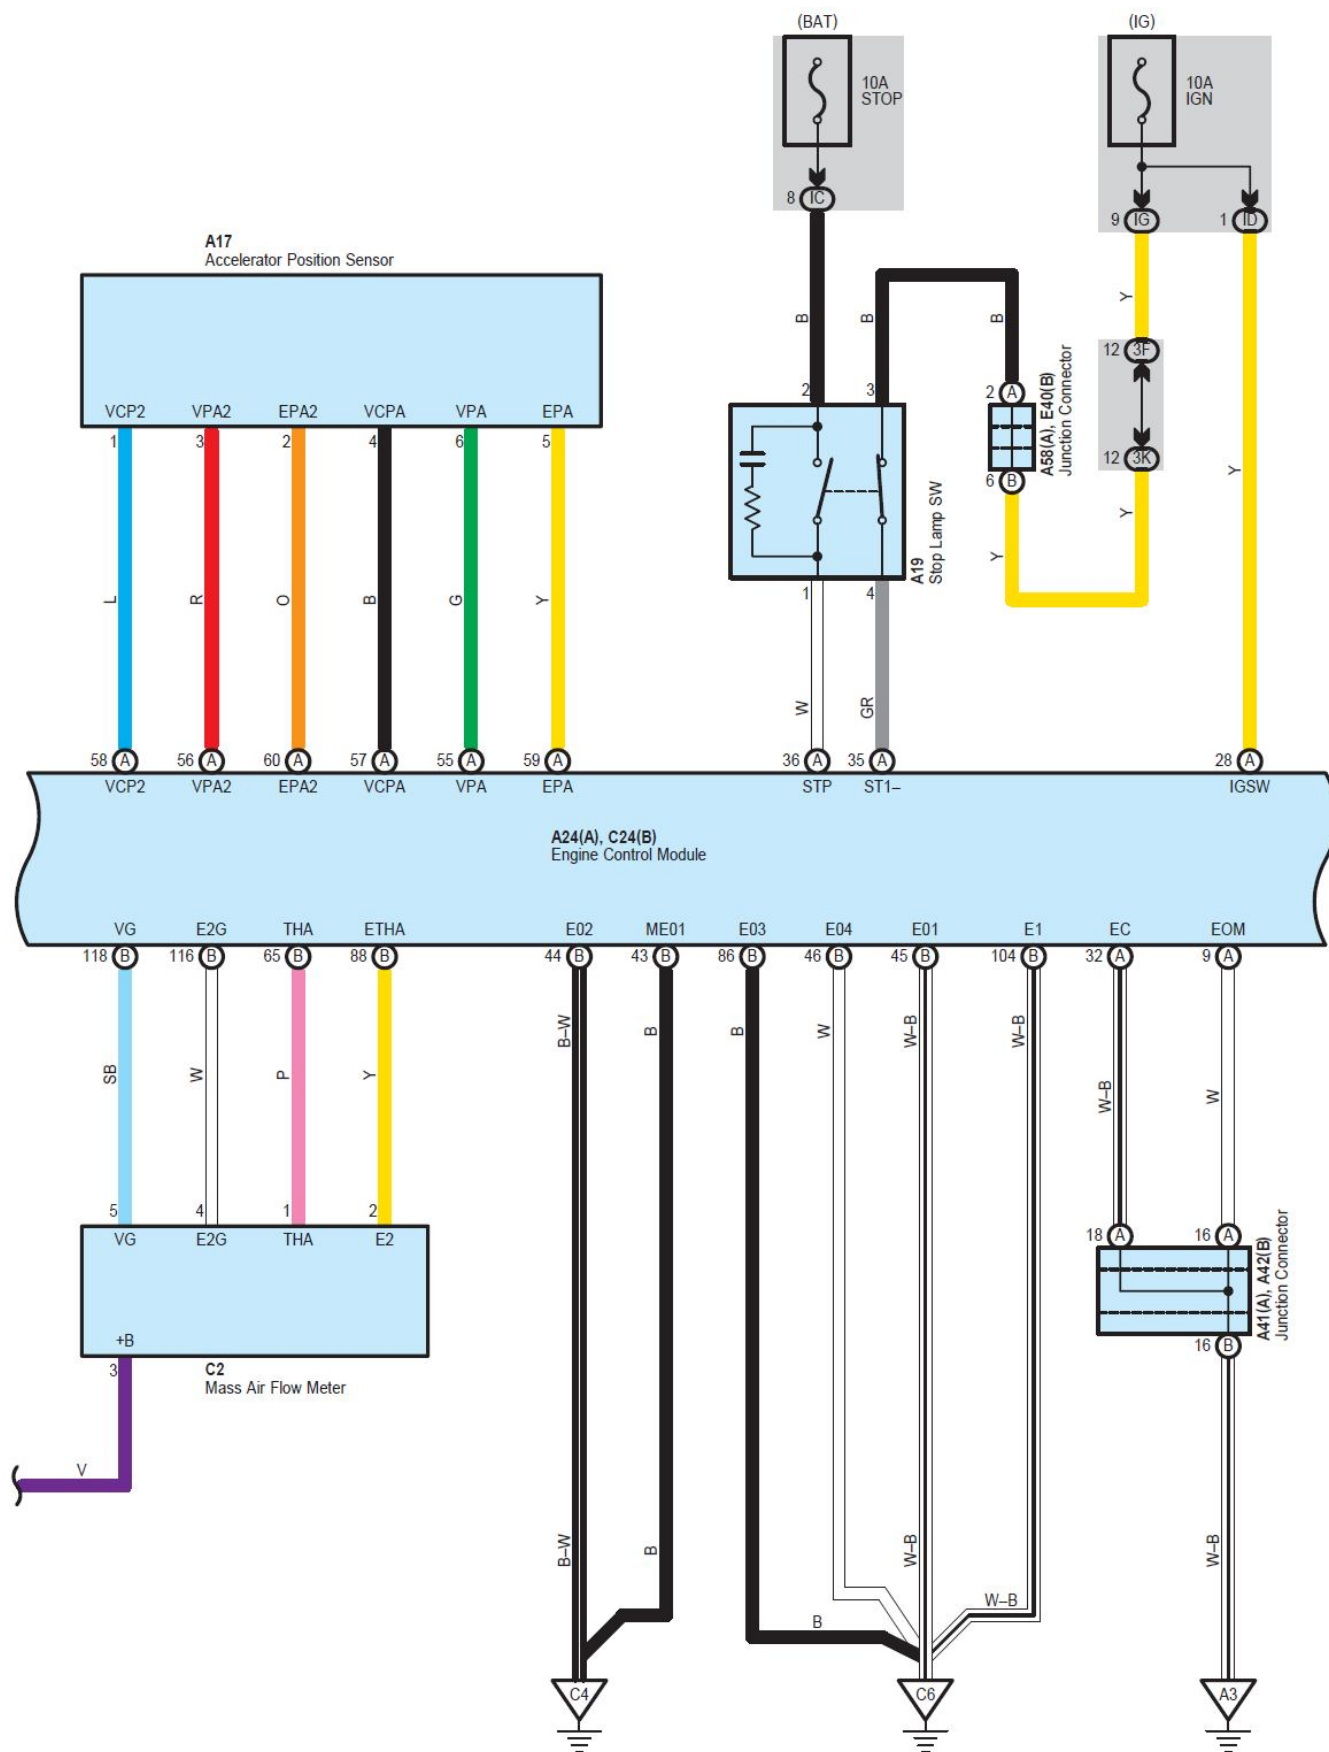 (BAT)
(IG)
10A
STOP
10A
IGN
8 IC
9 IG
1 ID
A17
Accelerator Position Sensor
B
B
B
Y
Y
12 3F
12 3K
Y
Y
2 A
6 B
A58(A), E40(B)
Junction Connector
VCP2 VPA2 EPA2 VCPA VPA EPA
1 3 2 4 6 5
2 3
A19
Stop Lamp SW
1 4
L R O B G Y
W GR
58 A 56 A 60 A 57 A 55 A 59 A 36 A 35 A 28 A
VCP2 VPA2 EPA2 VCPA VPA EPA STP ST1– IGSW
A24(A), C24(B)
Engine Control Module
VG E2G THA ETHA E02 ME01 E03 E04 E01 E1 EC EOM
118 B 116 B 65 B 88 B 44 B 43 B 86 B 46 B 45 B 104 B 32 A 9 A
SB W P Y
B–W B B W W–B W–B
W–B W
5 4 1 2
VG E2G THA E2
18 A 16 A
A41(A), A42(B)
Junction Connector
16 B
+B
3
C2
Mass Air Flow Meter
V
B–W B W–B W–B
W–B
B
C4 C6 A3